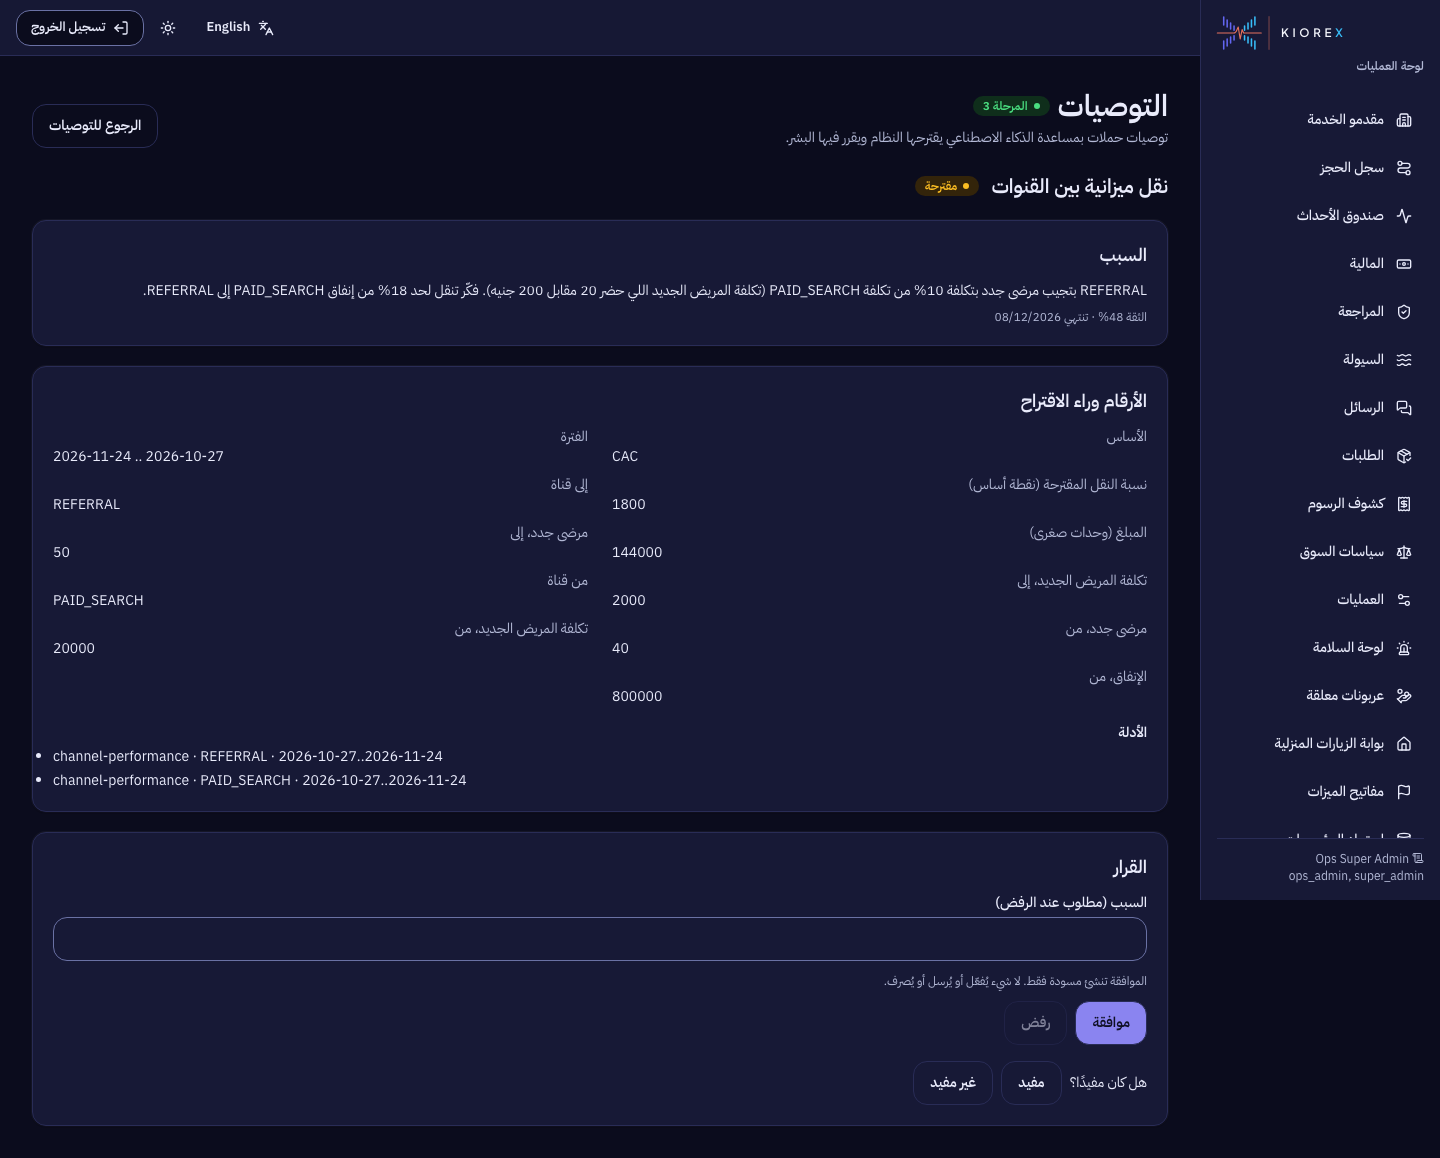 KIOREX
لوحة العمليات
مقدمو الخدمة
سجل الحجز
صندوق الأحداث
المالية
المراجعة
السيولة
الرسائل
الطلبات
كشوف الرسوم
سياسات السوق
العمليات
لوحة السلامة
عربونات معلقة
بوابة الزيارات المنزلية
مفاتيح الميزات
Ops Super Admin
ops_admin, super_admin
English
تسجيل الخروج
التوصيات
المرحلة 3
توصيات حملات بمساعدة الذكاء الاصطناعي يقترحها النظام ويقرر فيها البشر.
الرجوع للتوصيات
نقل ميزانية بين القنوات
مقترحة
السبب
REFERRAL بتجيب مرضى جدد بتكلفة 10% من تكلفة PAID_SEARCH (تكلفة المريض الجديد اللي حضر 20 مقابل 200 جنيه). فكّر تنقل لحد 18% من إنفاق PAID_SEARCH إلى REFERRAL.
الثقة 48% · تنتهي 08/12/2026
الأرقام وراء الاقتراح
الأساس
CAC
الفترة
2026-10-27 .. 2026-11-24
نسبة النقل المقترحة (نقطة أساس)
1800
إلى قناة
REFERRAL
المبلغ (وحدات صغرى)
144000
مرضى جدد، إلى
50
تكلفة المريض الجديد، إلى
2000
من قناة
PAID_SEARCH
مرضى جدد، من
40
تكلفة المريض الجديد، من
20000
الإنفاق، من
800000
الأدلة
channel-performance · REFERRAL · 2026-10-27..2026-11-24
channel-performance · PAID_SEARCH · 2026-10-27..2026-11-24
القرار
السبب (مطلوب عند الرفض)
الموافقة تنشئ مسودة فقط. لا شيء يُفعّل أو يُرسل أو يُصرف.
موافقة
رفض
هل كان مفيدًا؟
مفيد
غير مفيد